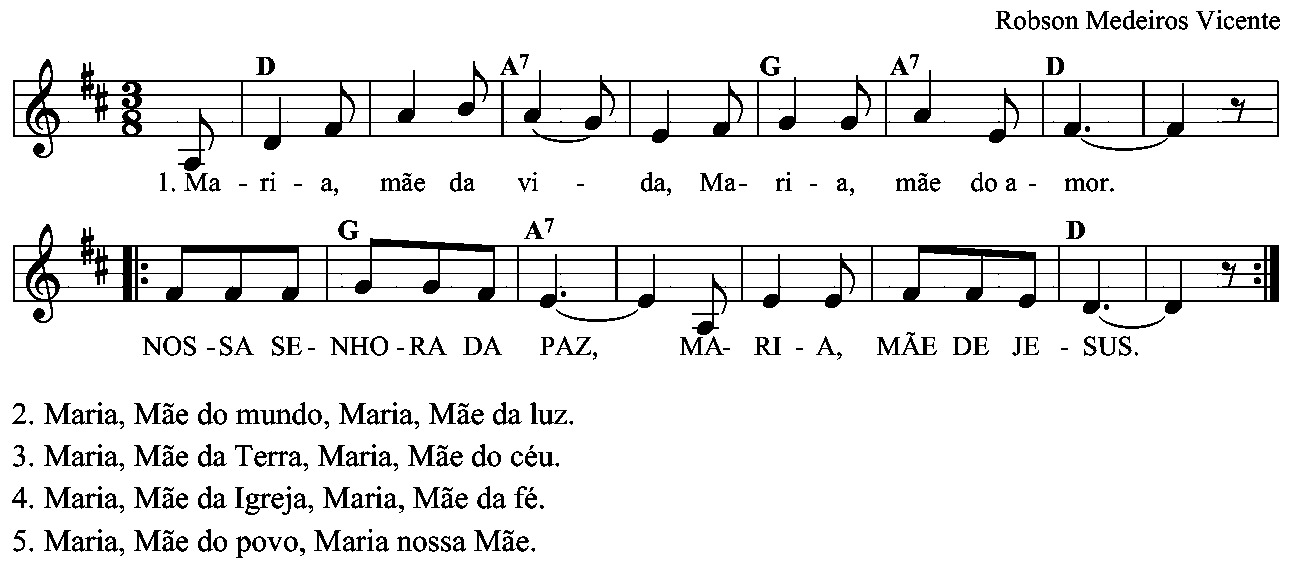 Robson Medeiros Vicente
D A7 G A7 D
3
8
1. Ma - ri - a, mãe da vi - da, Ma- ri - a, mãe do a - mor.
G A7 D
NOS -SA SE- NHO -RA DA PAZ, MA- RI - A, MÃE DE JE - SUS.
2. Maria, Mãe do mundo, Maria, Mãe da luz.
3. Maria, Mãe da Terra, Maria, Mãe do céu.
4. Maria, Mãe da Igreja, Maria, Mãe da fé.
5. Maria, Mãe do povo, Maria nossa Mãe.